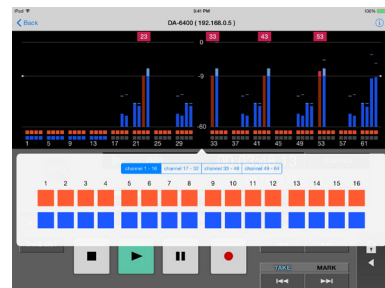 iPod 3:41 PM 100%
Back DA-6400 ( 192.168.0.5 )
23 33 43 53
0
-9 -9
-60 -60
1 5 9 13 17 21 25 29 33 37 41 45 49 53 57 61
channel 1 - 16 channel 17 - 32 channel 33 - 48 channel 49 - 64
1 2 3 4 5 6 7 8 9 10 11 12 13 14 15 16
TAKE MARK